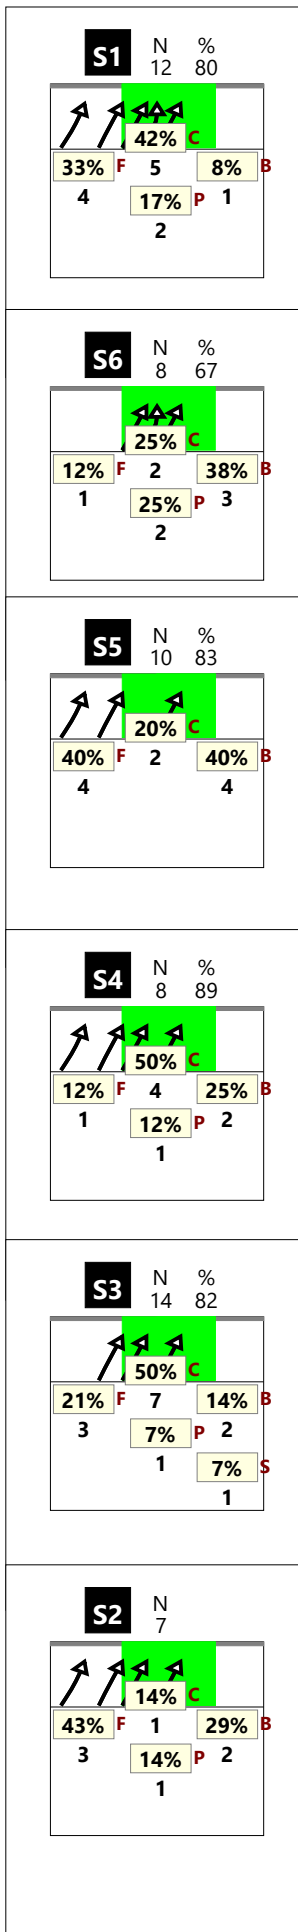 S1 N %
12 80
42% C
33% F 5 8% B
4 17% P 1
2
S6 N %
8 67
25% C
12% F 2 38% B
1 25% P 3
2
S5 N %
10 83
20% C
40% F 2 40% B
4 4
S4 N %
8 89
50% C
12% F 4 25% B
1 12% P 2
1
S3 N %
14 82
50% C
21% F 7 14% B
3 7% P 2
1 7% S
1
S2 N
7
14% C
43% F 1 29% B
3 14% P 2
1